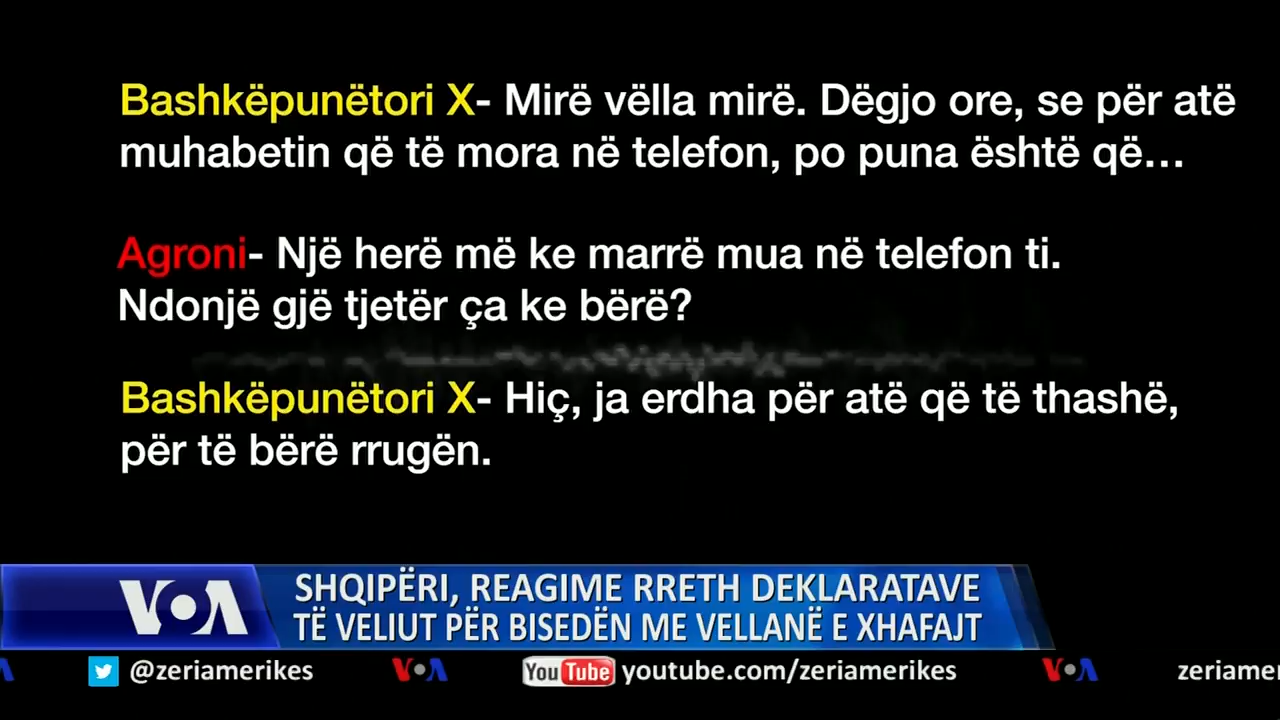 Bashkëpunëtori X- Mirë vëlla mirë. Dëgjo ore, se për atë
muhabetin që të mora në telefon, po puna është që...
Agroni- Një herë më ke marrë mua në telefon ti.
Ndonjë gjë tjetër ça ke bërë?
Bashkëpunëtori X- Hiç, ja erdha për atë që të thashë,
për të bërë rrugën.
VOA
SHQIPËRI, REAGIME RRETH DEKLARATAVE
TË VELIUT PËR BISEDËN ME VELLANË E XHAFAJT
@zeriamerikes VOA YouTube youtube.com/zeriamerikes VOA zeriame